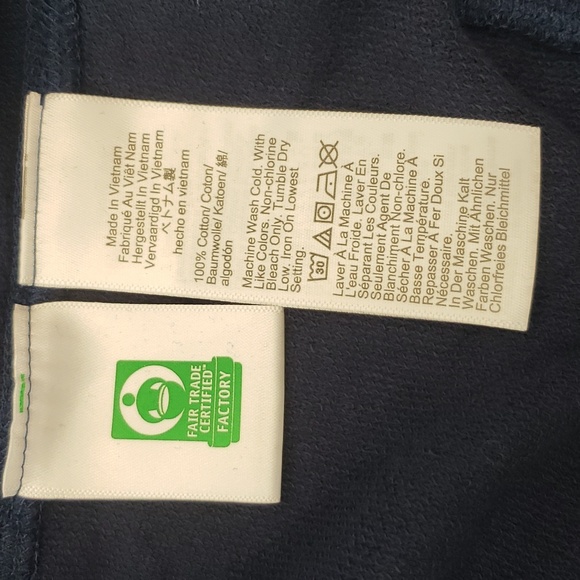 Made In Vietnam
Fabriqué Au Viêt Nam
Hergestellt In Vietnam
Vervaardigd In Vietnam
ベトナム製
hecho en vietnam
100% Cotton/ Coton/
Baumwolle/ Katoen/ 綿/
algodón
Machine Wash Cold, With
Like Colors. Non-chlorine
Bleach Only. Tumble Dry
Low. Iron On Lowest
Setting.
30
Laver À La Machine À
L'eau Froide. Laver En
Séparant Les Couleurs.
Seulement Agent De
Blanchiment Non-chlore.
Sécher À La Machine À
Basse Température.
Repasser À Fer Doux Si
Nécessaire.
In Der Maschine Kalt
Waschen. Mit Ähnlichen
Farben Waschen. Nur
Chlorfreies Bleichmittel
FAIR TRADE
CERTIFIED™
FACTORY